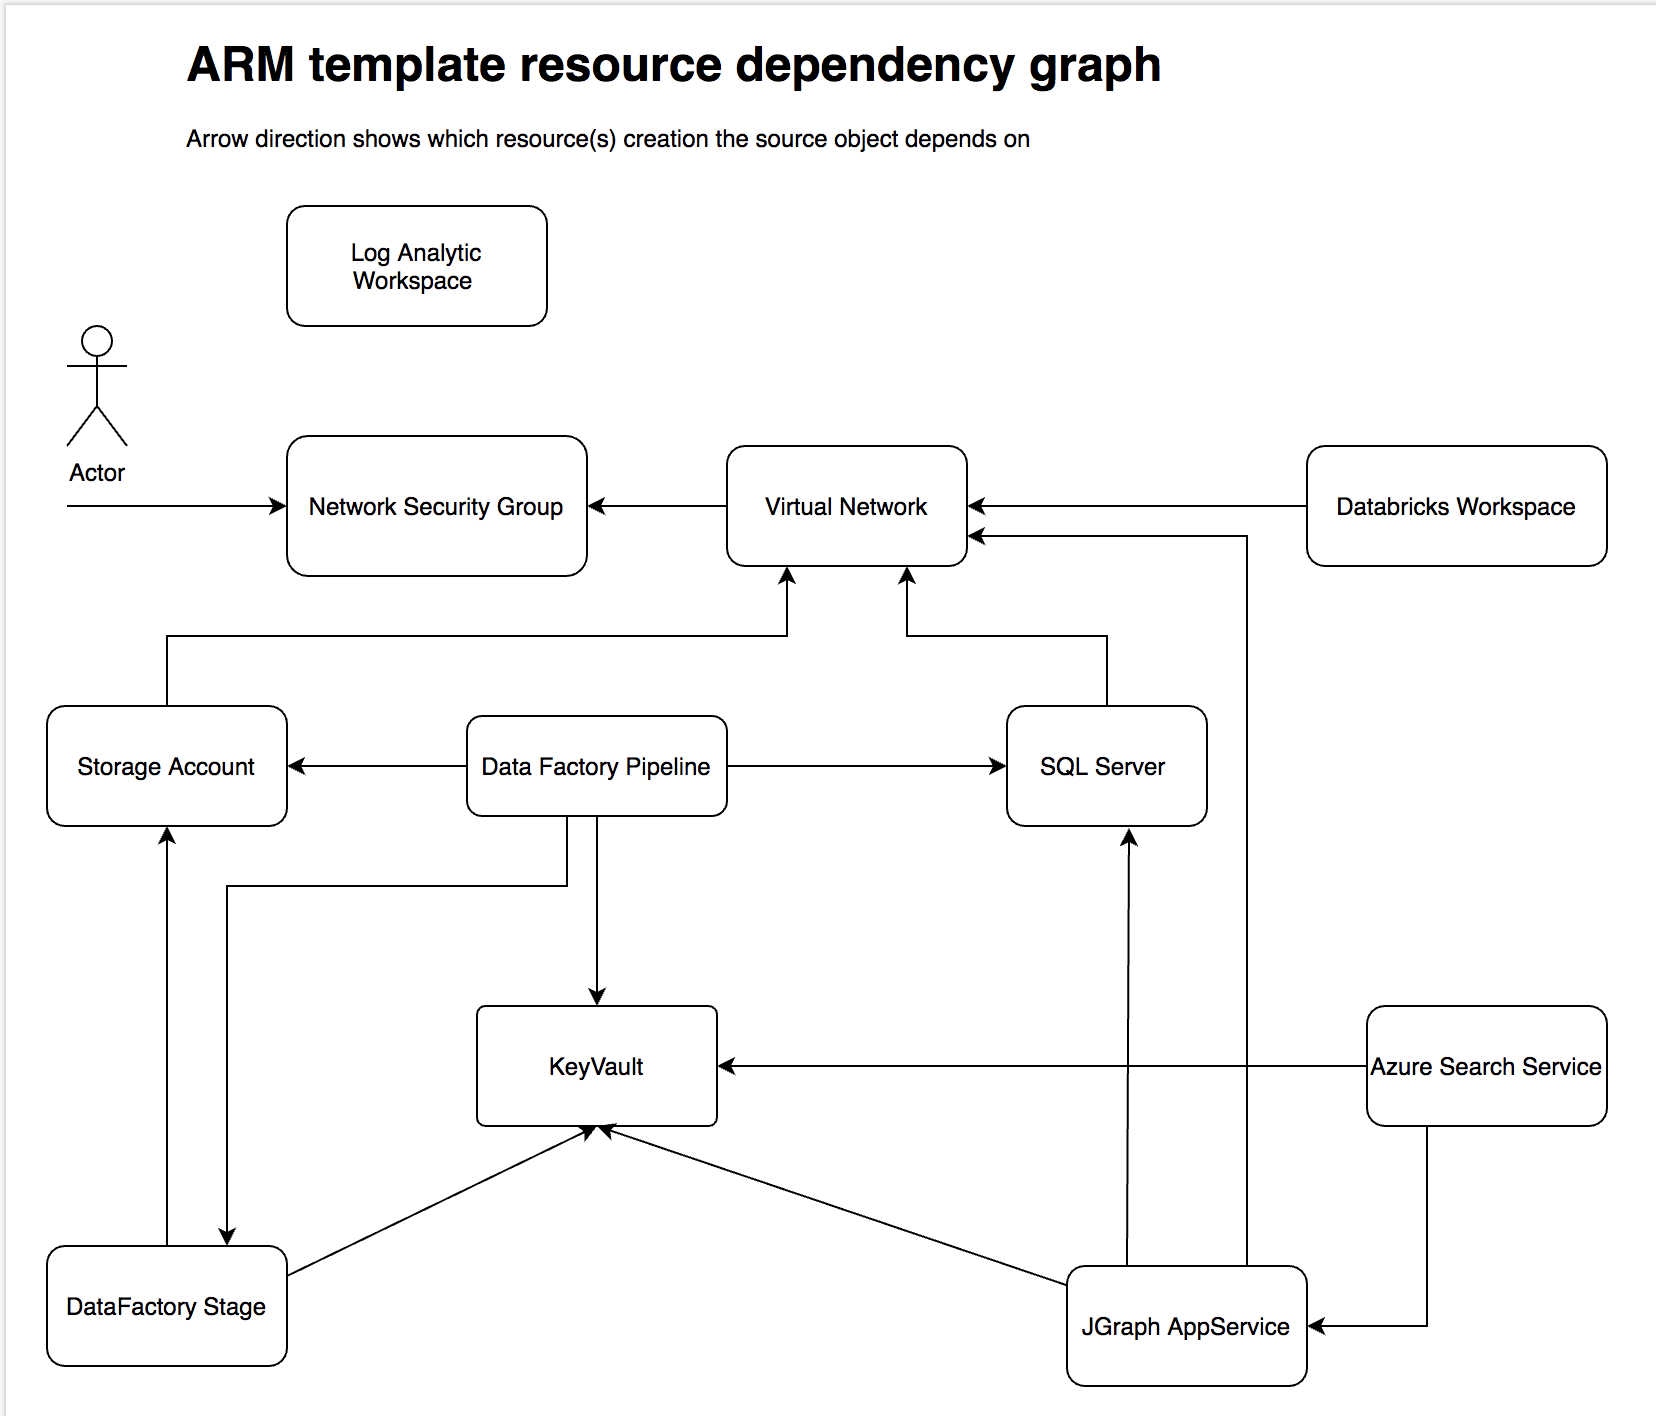 ARM template resource dependency graph
Arrow direction shows which resource(s) creation the source object depends on
Log Analytic
Workspace
Actor
Network Security Group
Virtual Network
Databricks Workspace
Storage Account
Data Factory Pipeline
SQL Server
KeyVault
Azure Search Service
DataFactory Stage
JGraph AppService